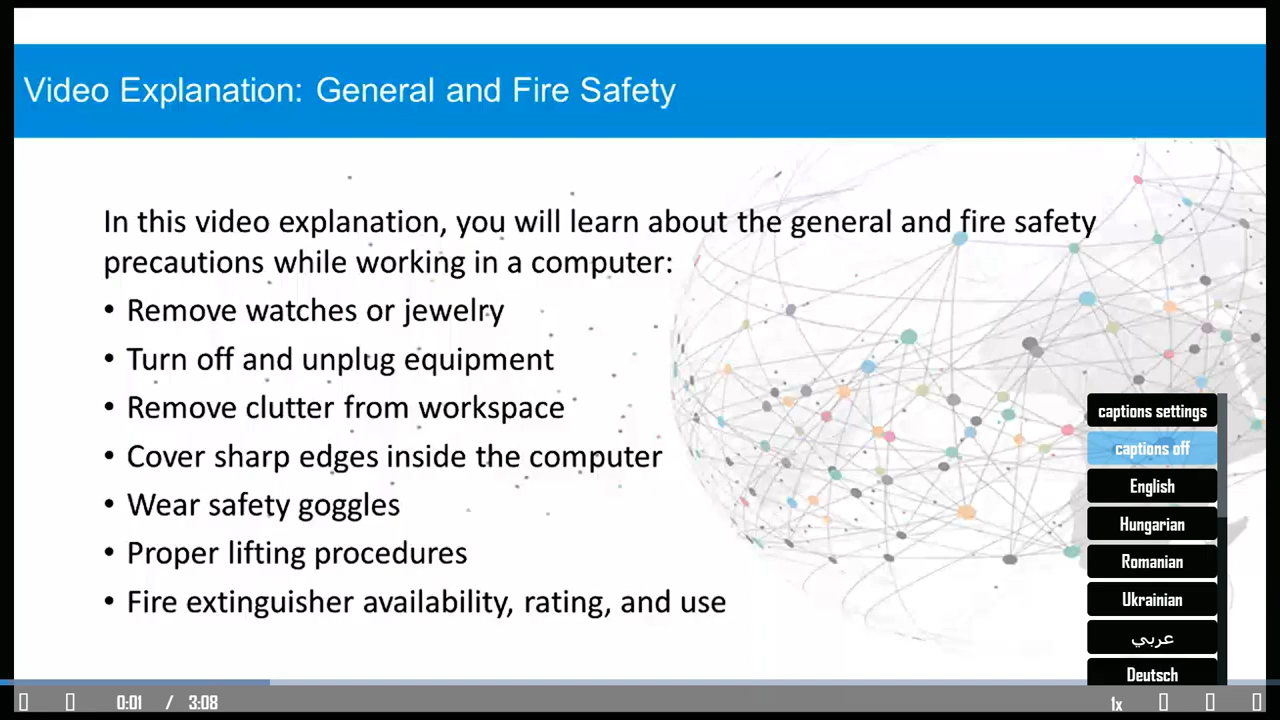 Video Explanation: General and Fire Safety
In this video explanation, you will learn about the general and fire safety
precautions while working in a computer:
• Remove watches or jewelry
• Turn off and unplug equipment
• Remove clutter from workspace
• Cover sharp edges inside the computer
• Wear safety goggles
• Proper lifting procedures
• Fire extinguisher availability, rating, and use
captions settings
captions off
English
Hungarian
Romanian
Ukrainian
عربي
Deutsch
0:01 / 3:08
1x